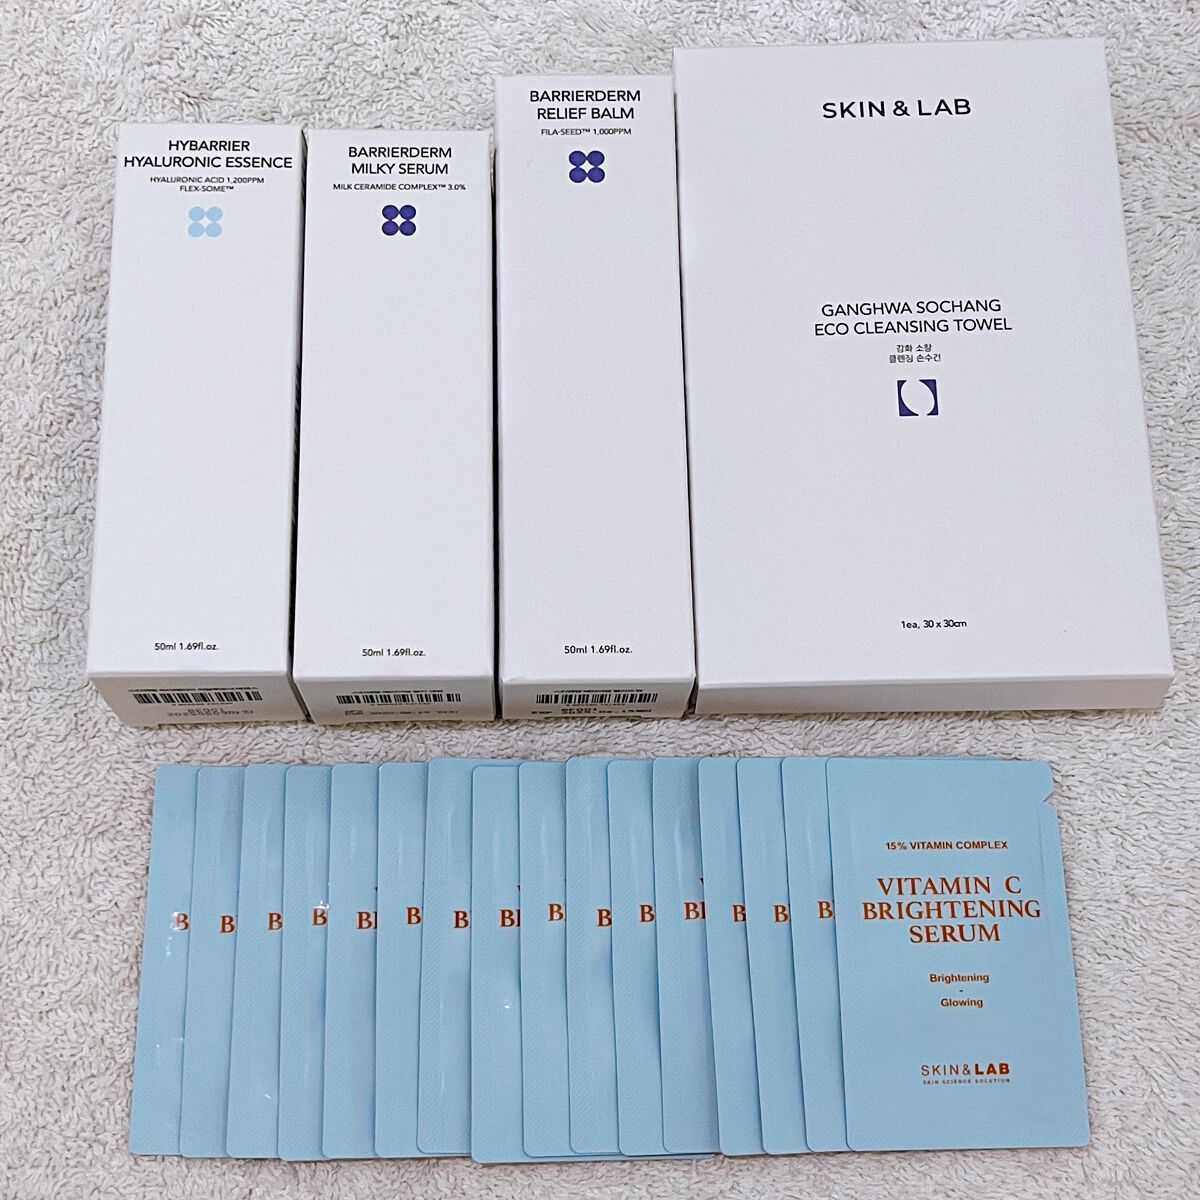 HYBARRIER
HYALURONIC ESSENCE
HYALURONIC ACID 1,200PPM
FLEX-SOME™
50ml 1.69fl.oz.
BARRIERDERM
MILKY SERUM
MILK CERAMIDE COMPLEX™ 3.0%
50ml 1.69fl.oz.
BARRIERDERM
RELIEF BALM
FILA-SEED™ 1,000PPM
50ml 1.69fl.oz.
SKIN & LAB
GANGHWA SOCHANG
ECO CLEANSING TOWEL
강화 소창
클렌징 손수건
1ea, 30 x 30cm
15% VITAMIN COMPLEX
VITAMIN C
BRIGHTENING
SERUM
Brightening
-
Glowing
SKIN&LAB
SKIN SCIENCE SOLUTION